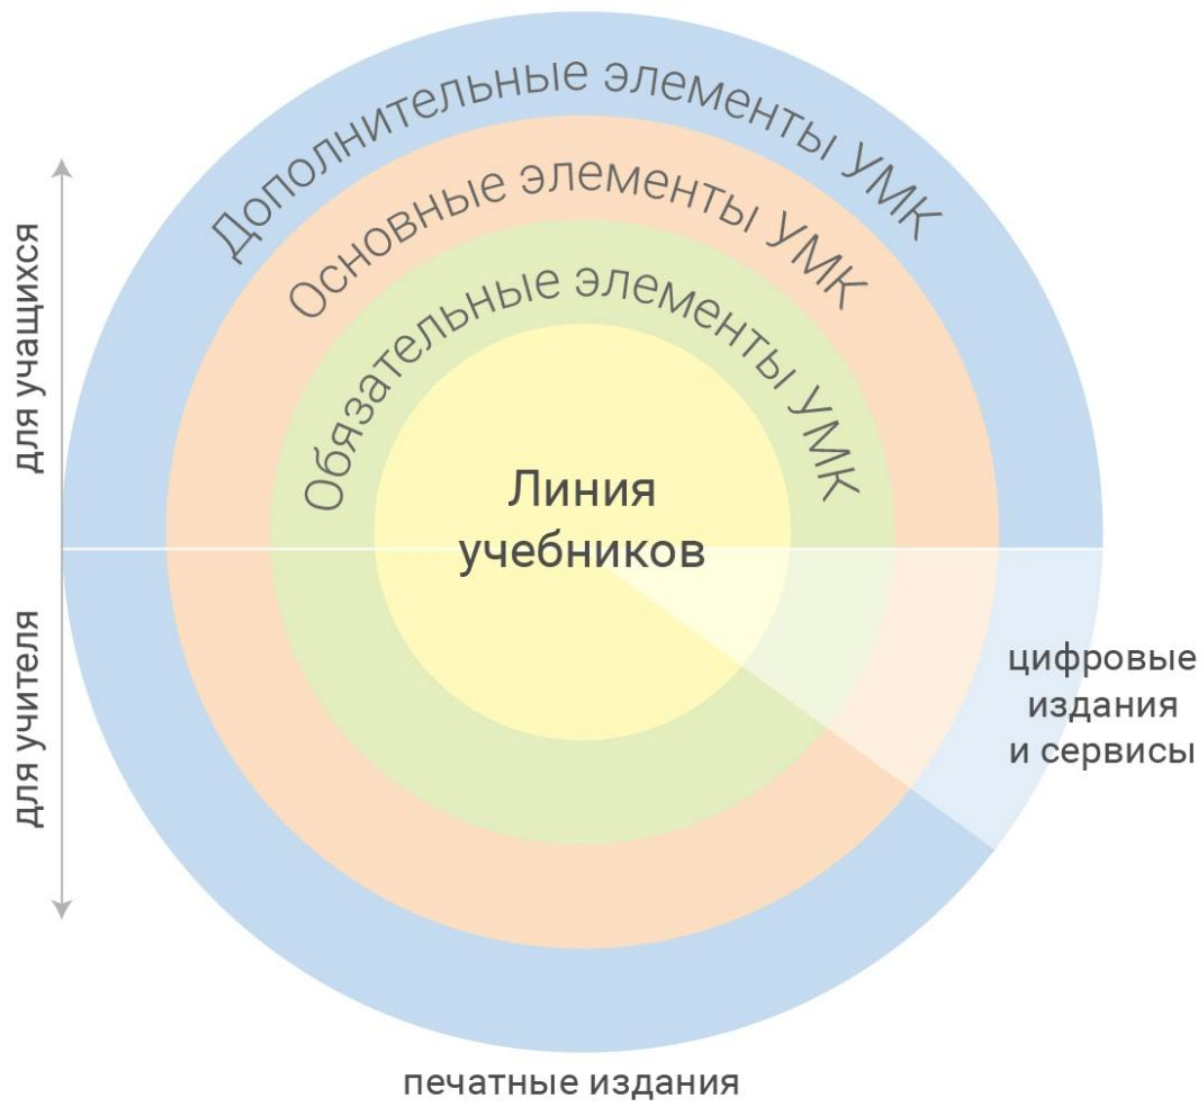 Дополнительные элементы УМК
Основные элементы УМК
Обязательные элементы УМК
Линия
учебников
для учащихся
для учителя
цифровые
издания
и сервисы
печатные издания